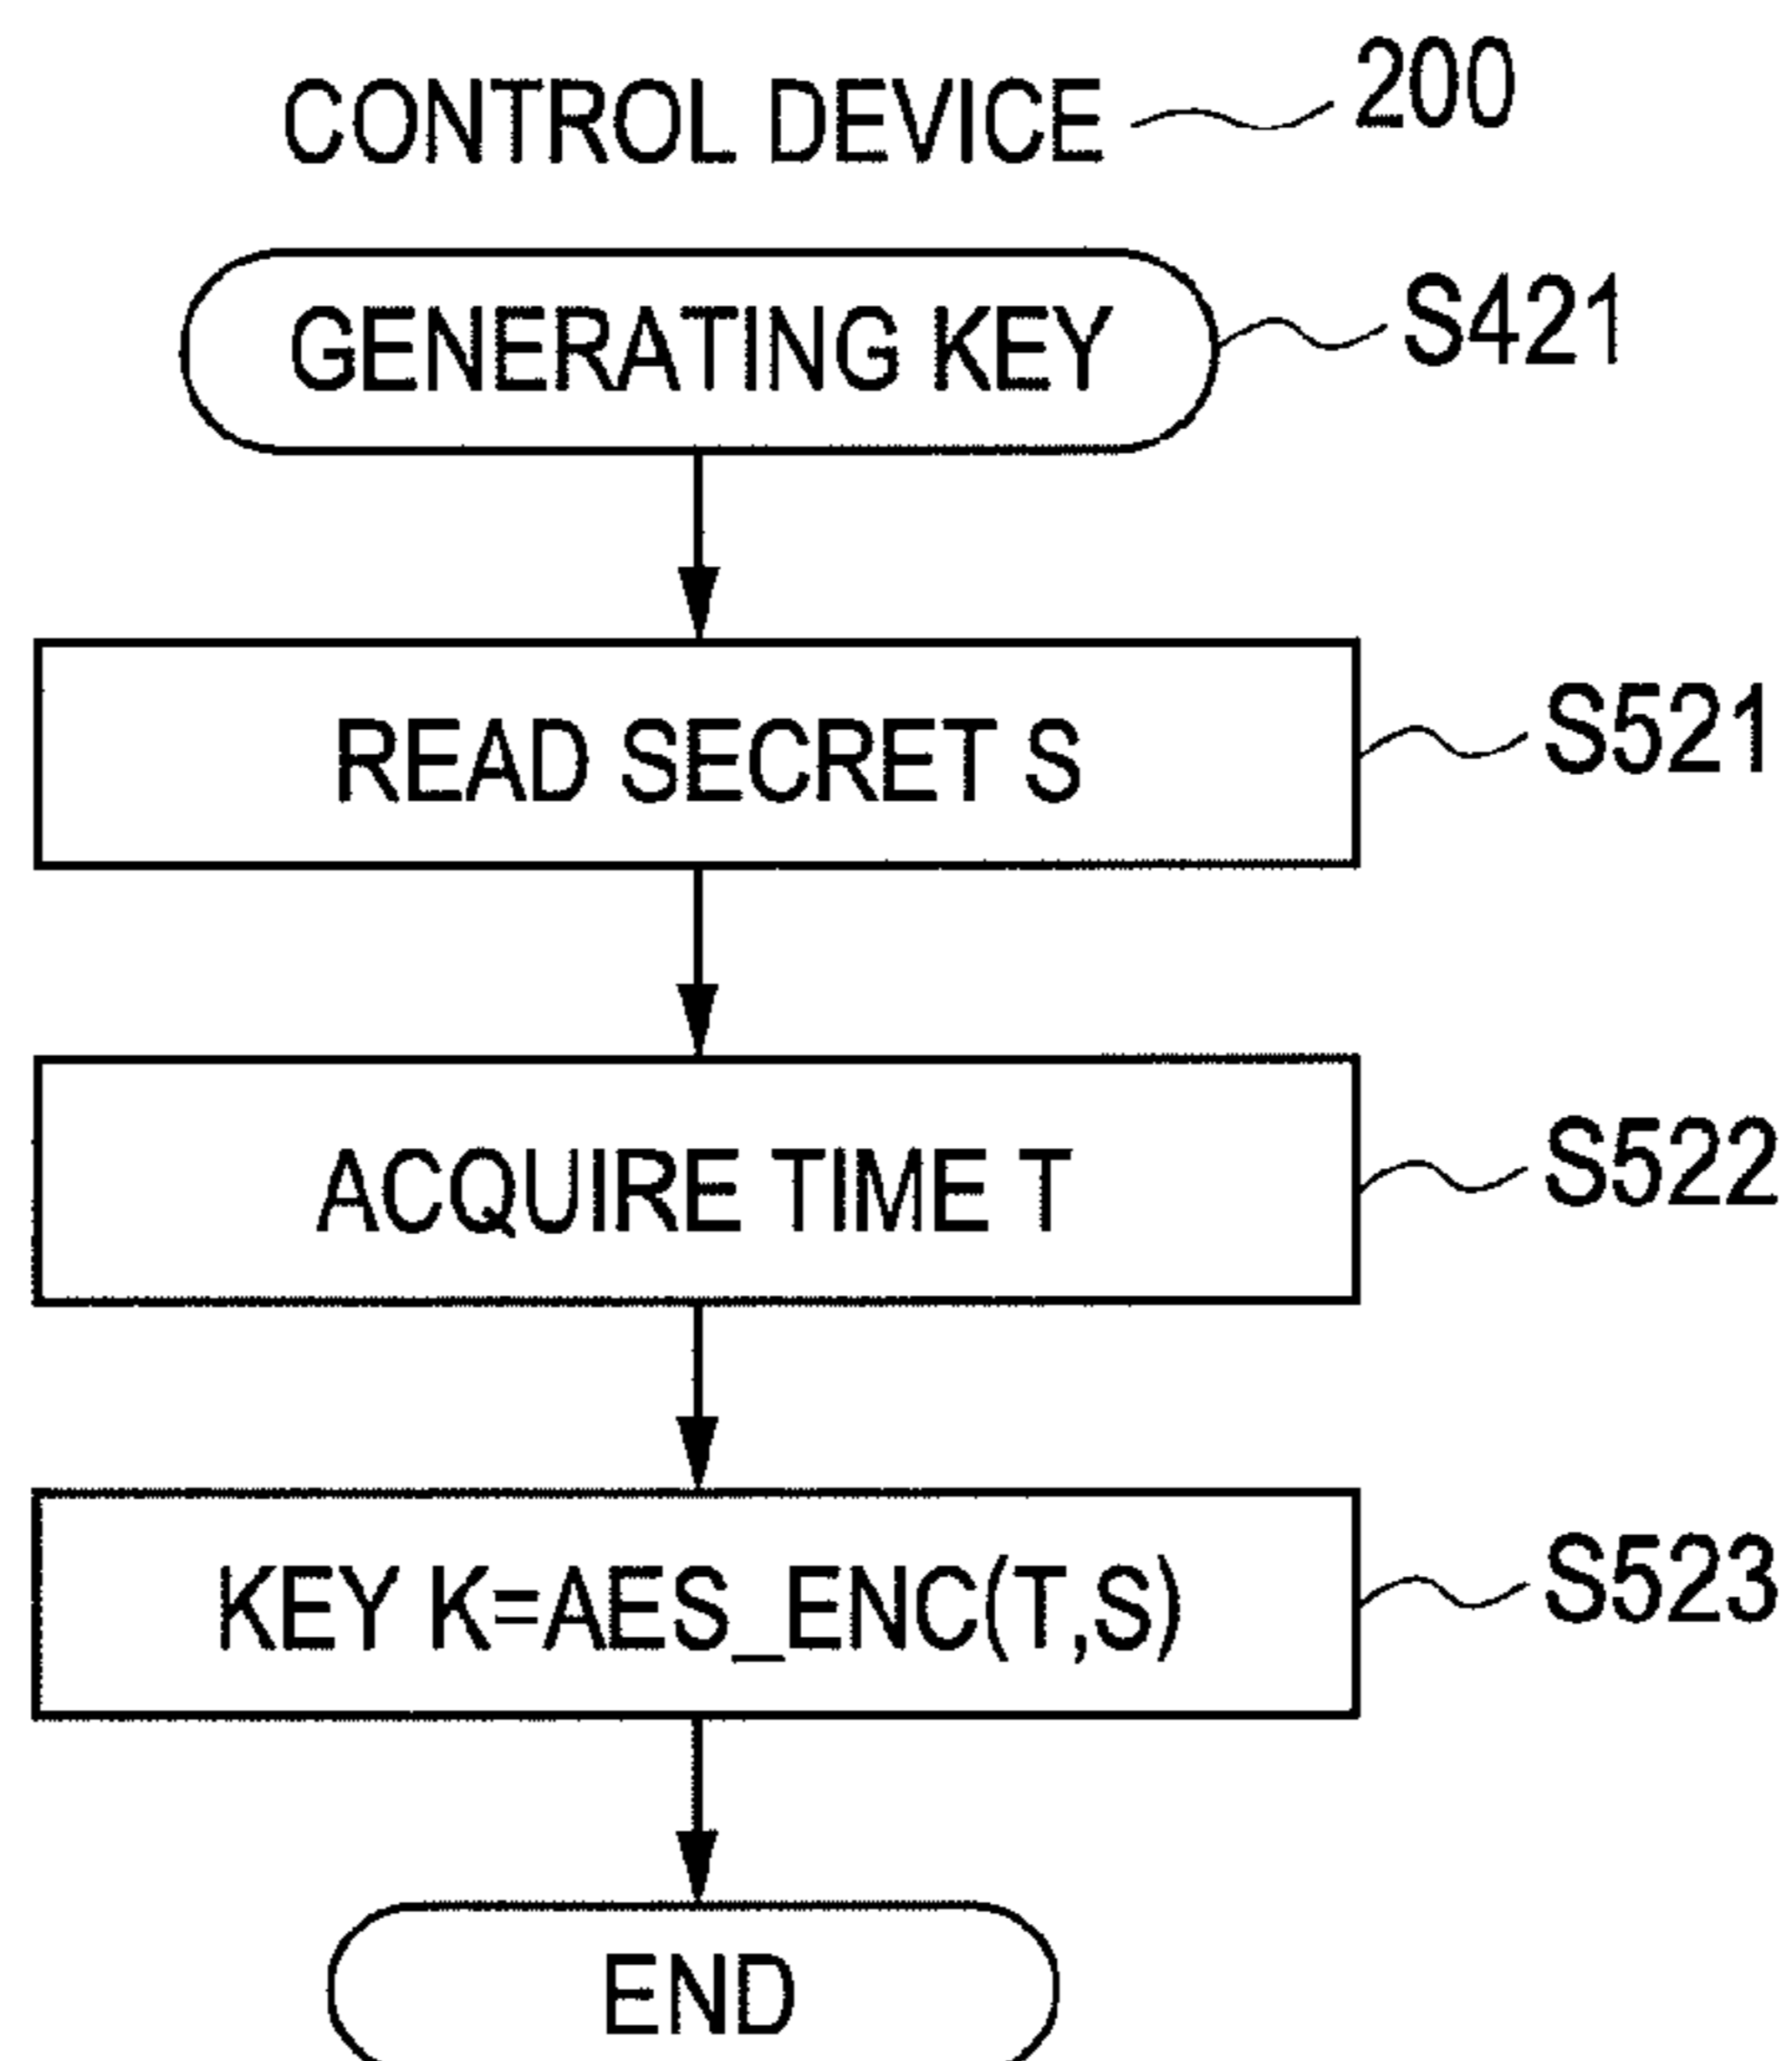 CONTROL DEVICE 200
GENERATING KEY S421
READ SECRET S S521
ACQUIRE TIME T S522
KEY K=AES_ENC(T,S) S523
END